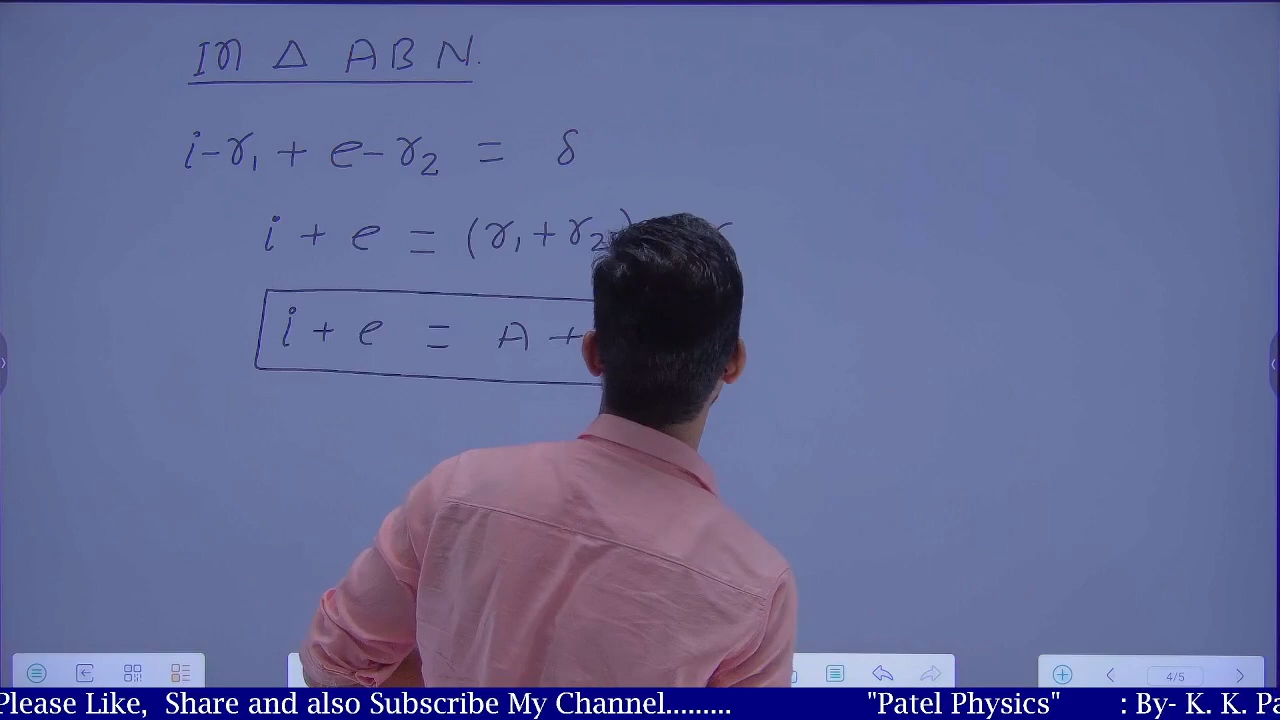 In Δ ABN.
i-r₁ + e-r₂ = δ
i + e = (r₁+r₂)
i + e = A +
4/5
Please Like, Share and also Subscribe My Channel......... "Patel Physics" : By- K. K. Pa